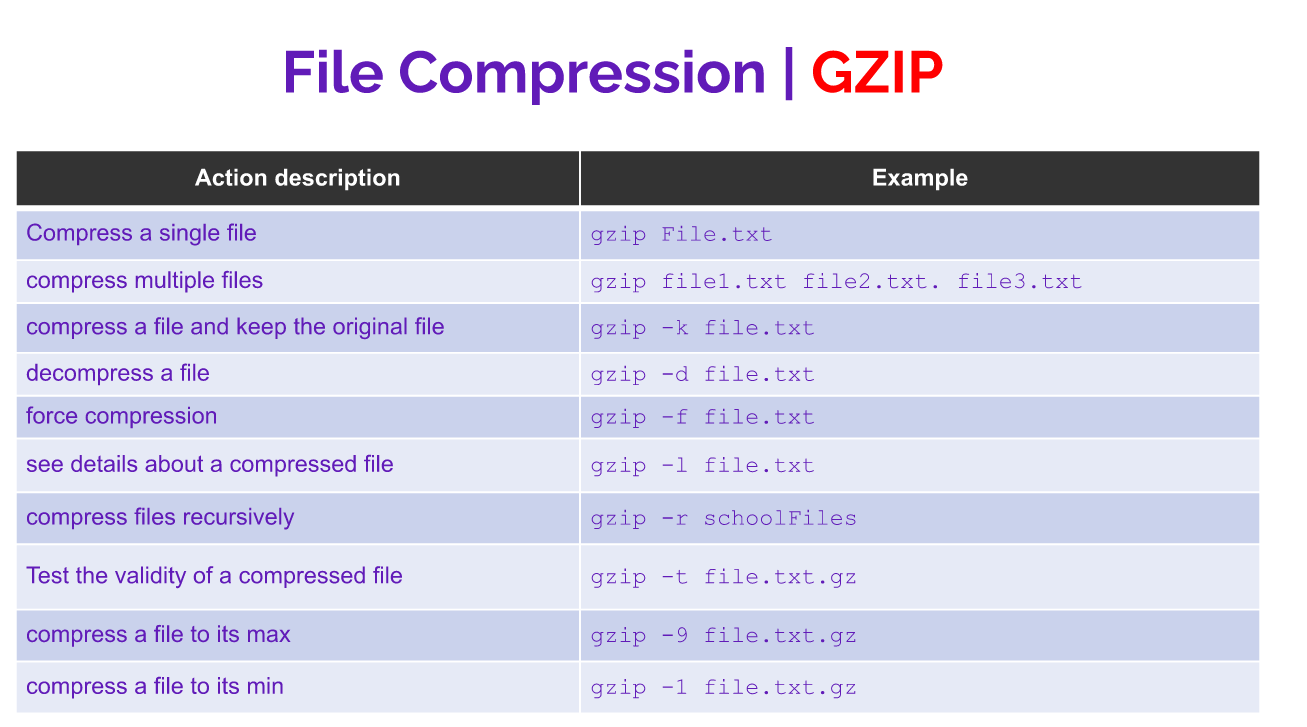 File Compression | GZIP
Action description Example
Compress a single file gzip File.txt
compress multiple files gzip file1.txt file2.txt. file3.txt
compress a file and keep the original file gzip -k file.txt
decompress a file gzip -d file.txt
force compression gzip -f file.txt
see details about a compressed file gzip -l file.txt
compress files recursively gzip -r schoolFiles
Test the validity of a compressed file gzip -t file.txt.gz
compress a file to its max gzip -9 file.txt.gz
compress a file to its min gzip -1 file.txt.gz